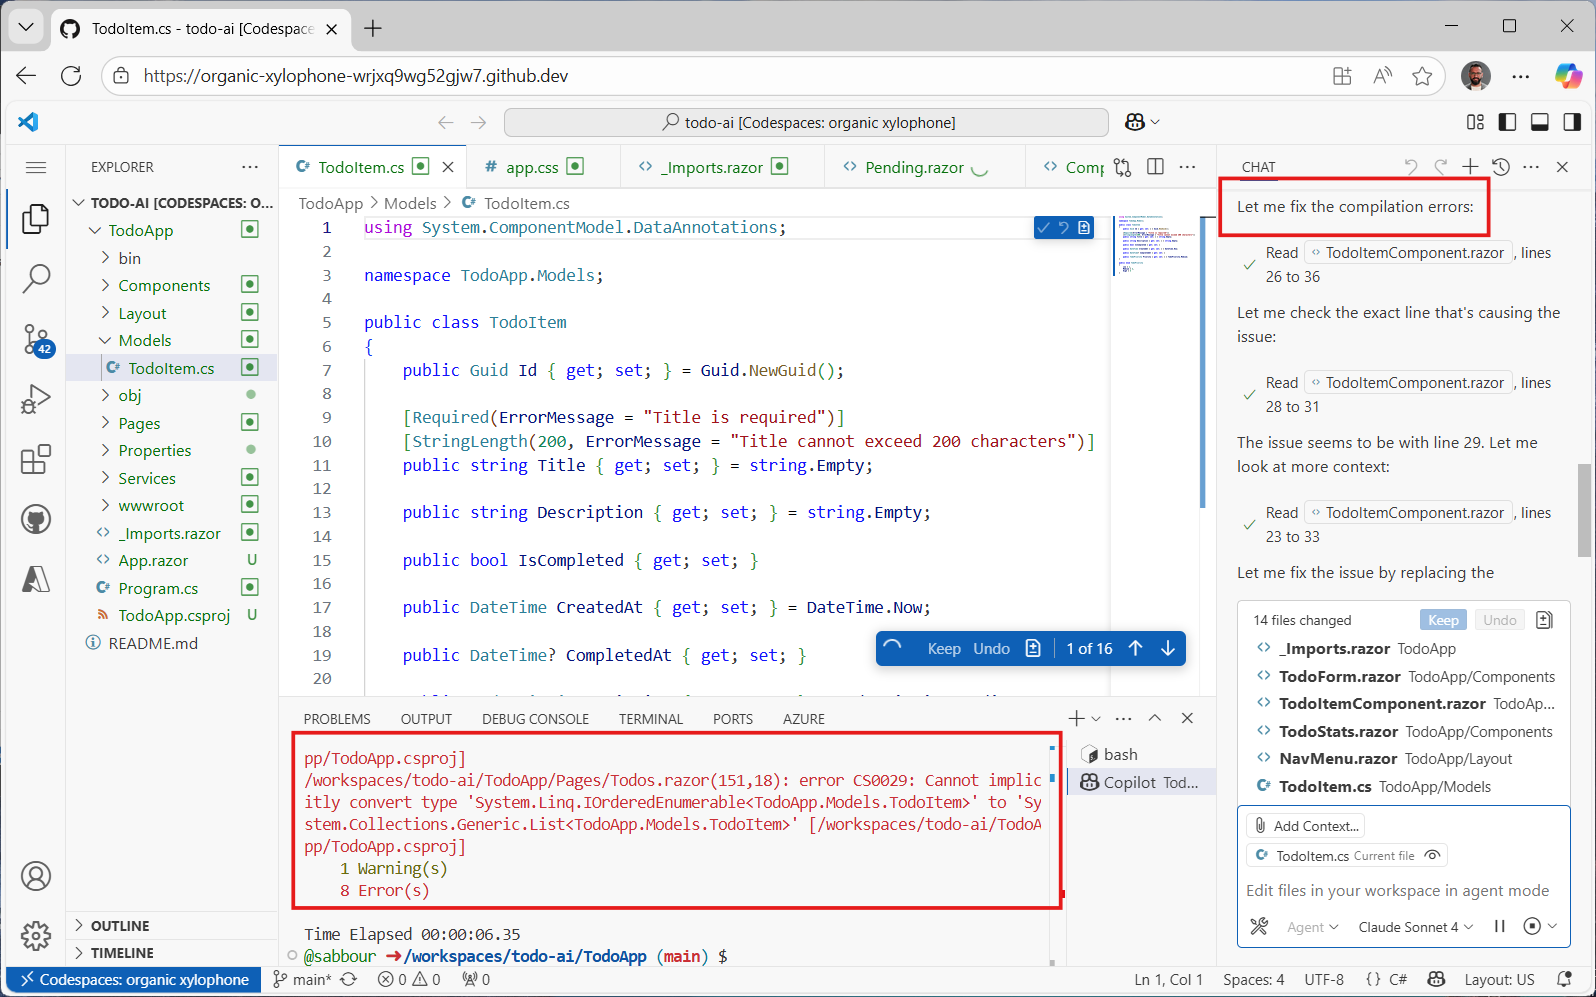 TodoItem.cs - todo-ai [Codespace
https://organic-xylophone-wrjxq9wg52gjw7.github.dev
todo-ai [Codespaces: organic xylophone]
EXPLORER
TODO-AI [CODESPACES: O...
TodoApp
bin
Components
Layout
Models
TodoItem.cs
obj
Pages
Properties
Services
wwwroot
_Imports.razor
App.razor U
Program.cs
TodoApp.csproj U
README.md
OUTLINE
TIMELINE
42
TodoItem.cs
app.css
_Imports.razor
Pending.razor
Comp
TodoApp > Models > TodoItem.cs
1 using System.ComponentModel.DataAnnotations;
2
3 namespace TodoApp.Models;
4
5 public class TodoItem
6 {
7 public Guid Id { get; set; } = Guid.NewGuid();
8
9 [Required(ErrorMessage = "Title is required")]
10 [StringLength(200, ErrorMessage = "Title cannot exceed 200 characters")]
11 public string Title { get; set; } = string.Empty;
12
13 public string Description { get; set; } = string.Empty;
14
15 public bool IsCompleted { get; set; }
16
17 public DateTime CreatedAt { get; set; } = DateTime.Now;
18
19 public DateTime? CompletedAt { get; set; }
20
Keep Undo 1 of 16
PROBLEMS OUTPUT DEBUG CONSOLE TERMINAL PORTS AZURE
pp/TodoApp.csproj]
/workspaces/todo-ai/TodoApp/Pages/Todos.razor(151,18): error CS0029: Cannot implic
itly convert type 'System.Linq.IOrderedEnumerable<TodoApp.Models.TodoItem>' to 'Sy
stem.Collections.Generic.List<TodoApp.Models.TodoItem>' [/workspaces/todo-ai/TodoA
pp/TodoApp.csproj]
1 Warning(s)
8 Error(s)
Time Elapsed 00:00:06.35
@sabbour ➜/workspaces/todo-ai/TodoApp (main) $
bash
Copilot Tod...
CHAT
Let me fix the compilation errors:
Read TodoItemComponent.razor, lines
26 to 36
Let me check the exact line that's causing the
issue:
Read TodoItemComponent.razor, lines
28 to 31
The issue seems to be with line 29. Let me
look at more context:
Read TodoItemComponent.razor, lines
23 to 33
Let me fix the issue by replacing the
14 files changed Keep Undo
_Imports.razor TodoApp
TodoForm.razor TodoApp/Components
TodoItemComponent.razor TodoAp...
TodoStats.razor TodoApp/Components
NavMenu.razor TodoApp/Layout
TodoItem.cs TodoApp/Models
Add Context...
TodoItem.cs Current file
Edit files in your workspace in agent mode
Agent Claude Sonnet 4
Codespaces: organic xylophone main* 0 0 0 Ln 1, Col 1 Spaces: 4 UTF-8 {} C# Layout: US